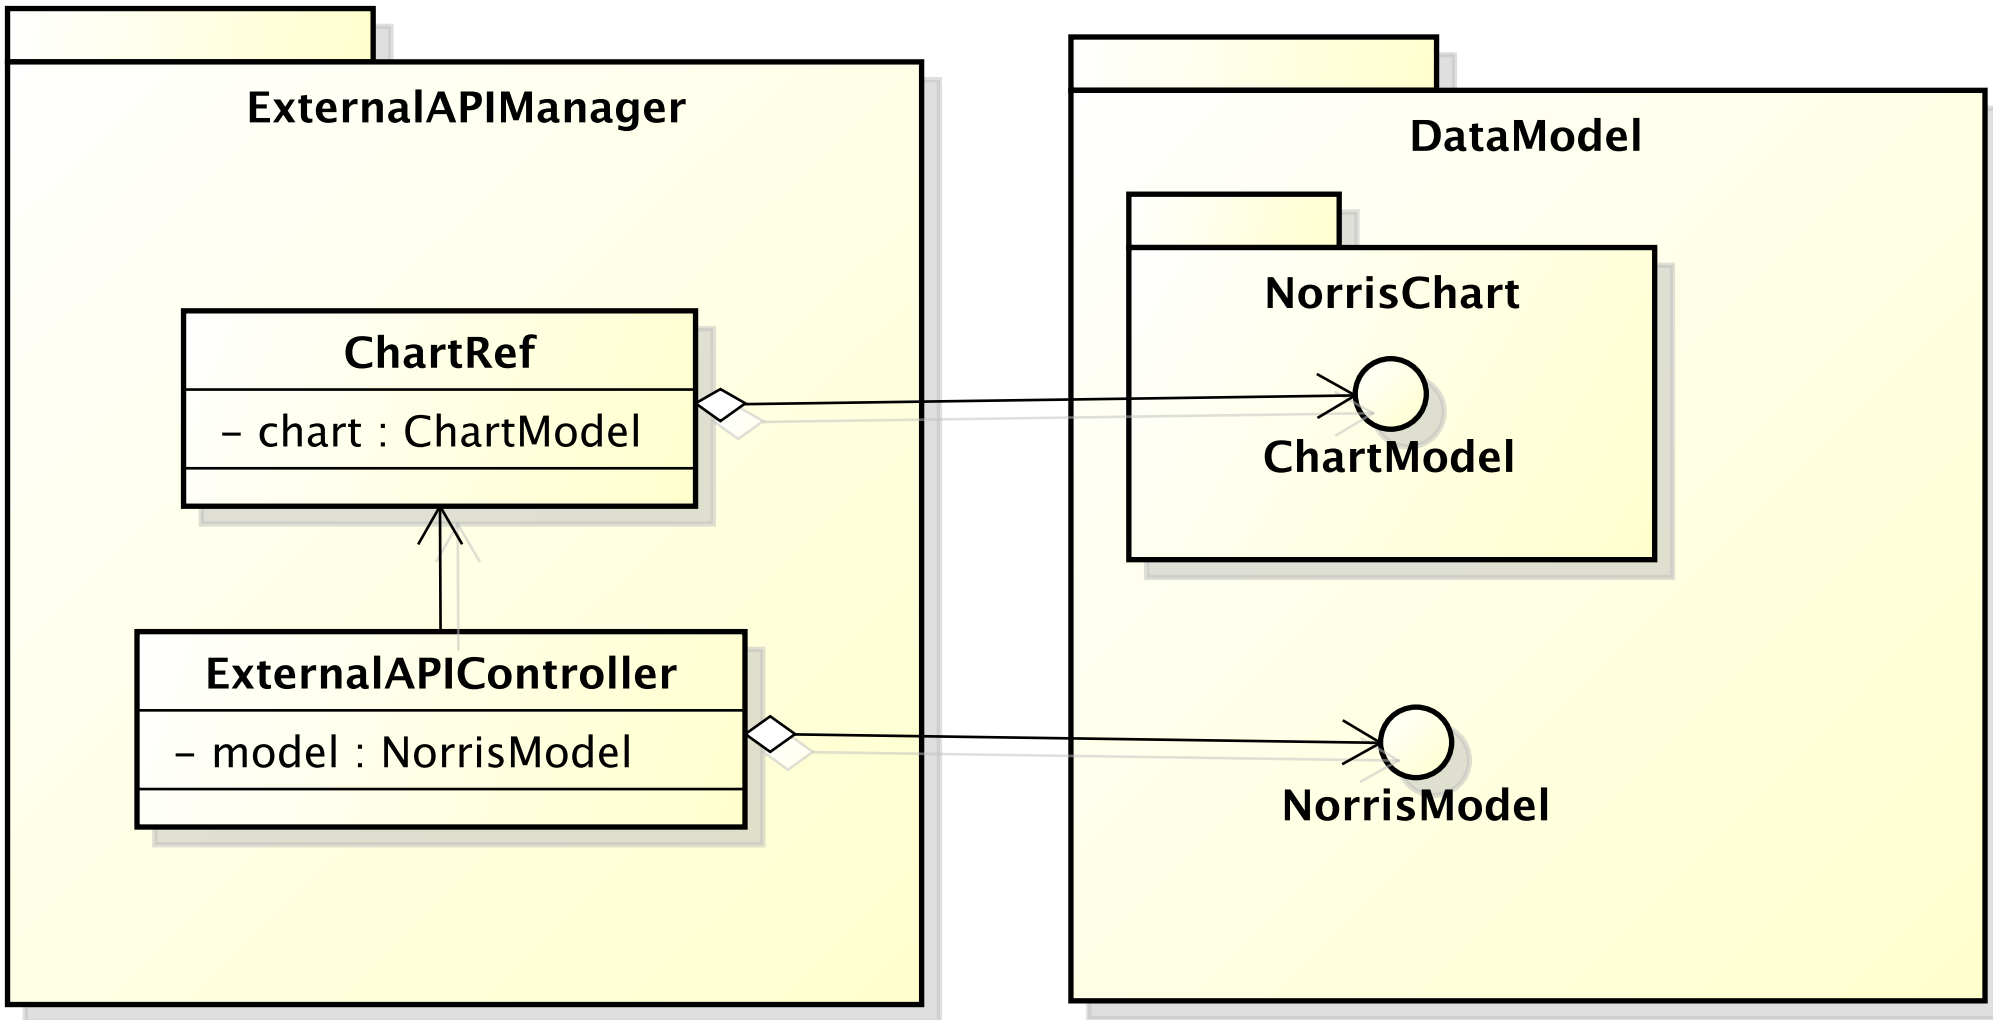 ExternalAPIManager
ChartRef
– chart : ChartModel
ExternalAPIController
– model : NorrisModel
DataModel
NorrisChart
ChartModel
NorrisModel